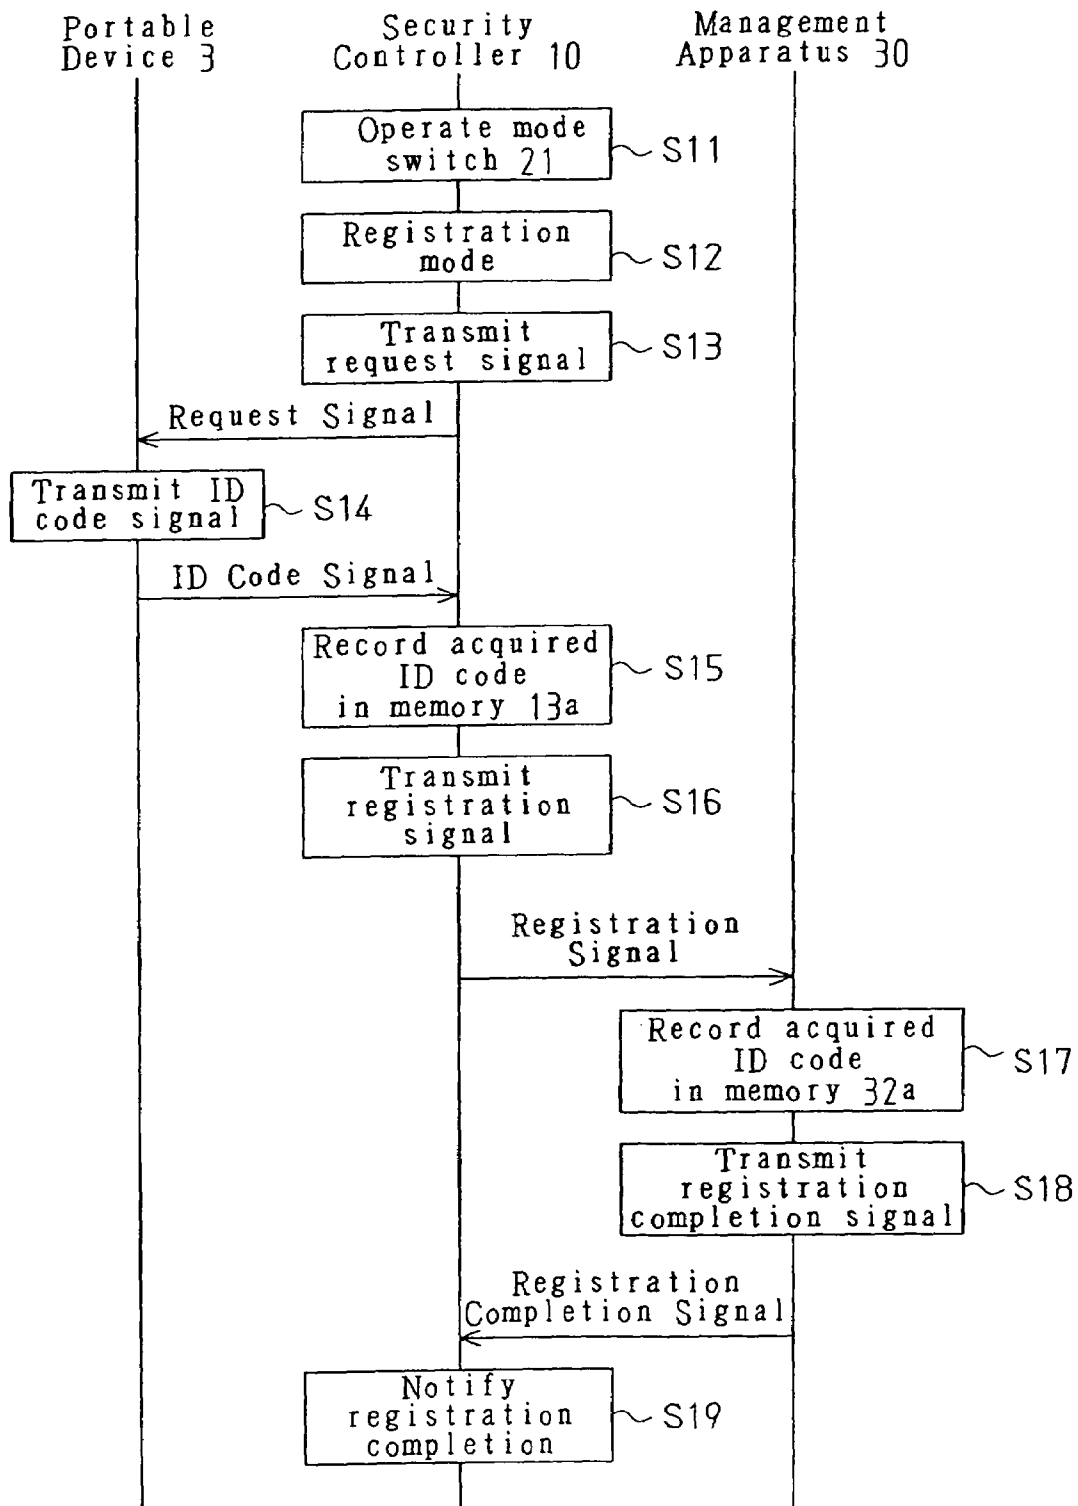 Portable
Device 3
Security
Controller 10
Management
Apparatus 30
Operate mode
switch 21
S11
Registration
mode
S12
Transmit
request signal
S13
Request Signal
Transmit ID
code signal
S14
ID Code Signal
Record acquired
ID code
in memory 13a
S15
Transmit
registration
signal
S16
Registration
Signal
Record acquired
ID code
in memory 32a
S17
Transmit
registration
completion signal
S18
Registration
Completion Signal
Notify
registration
completion
S19